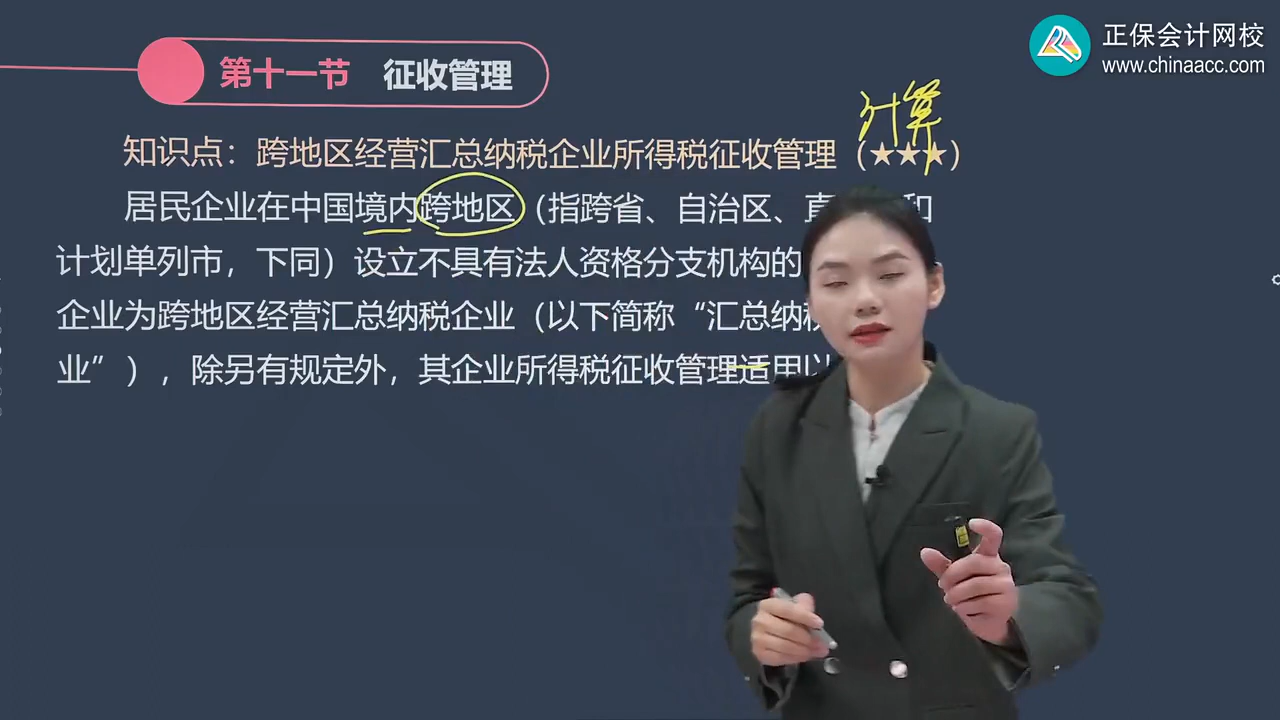 正保会计网校
www.chinaacc.com
第十一节 征收管理
计算
知识点：跨地区经营汇总纳税企业所得税征收管理（★★★）
居民企业在中国境内跨地区（指跨省、自治区、直 和
计划单列市，下同）设立不具有法人资格分支机构的
企业为跨地区经营汇总纳税企业（以下简称“汇总纳
业”），除另有规定外，其企业所得税征收管理适用以